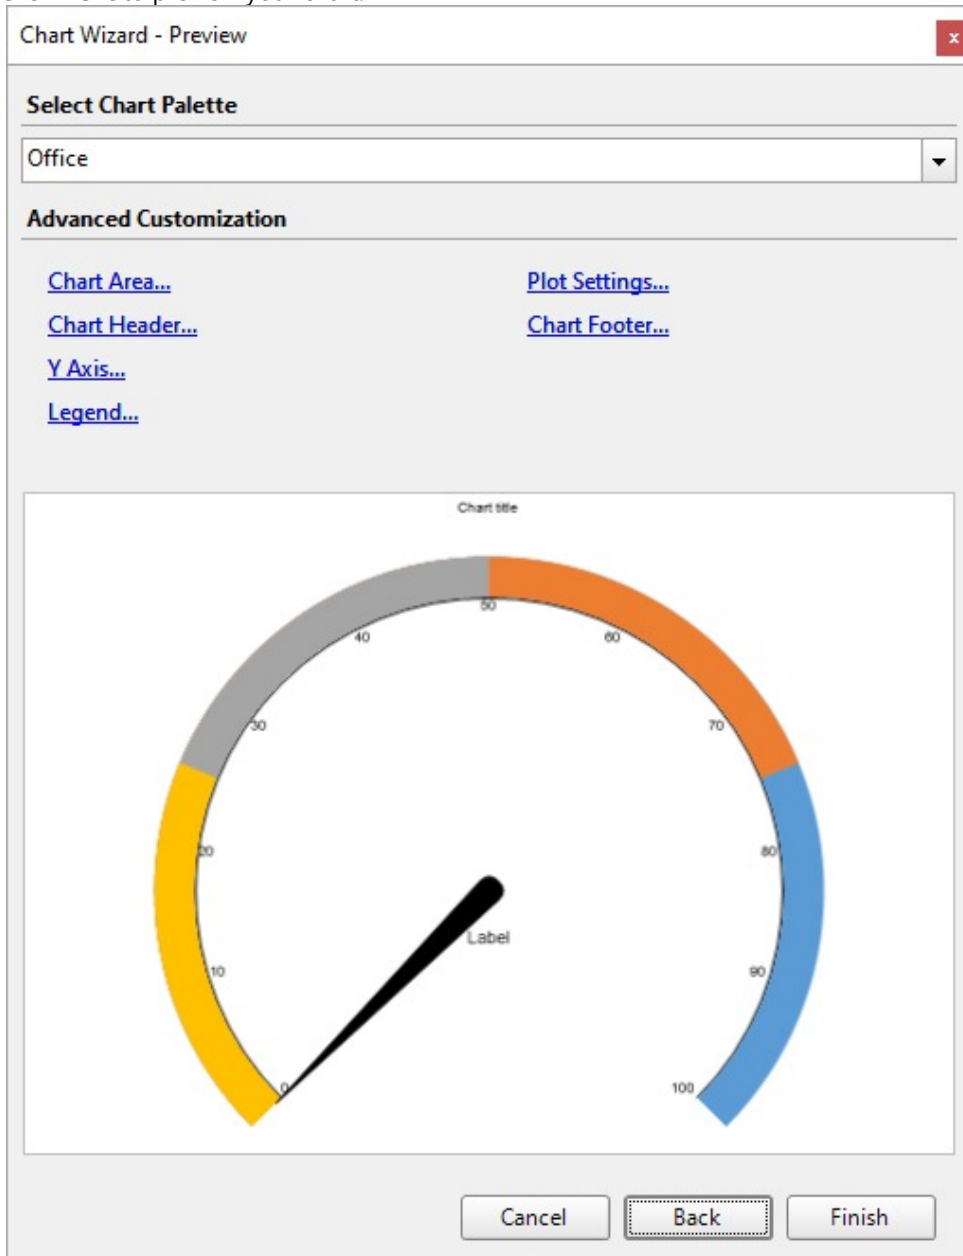 Chart Wizard - Preview
x
Select Chart Palette
Office
Advanced Customization
Chart Area...
Plot Settings...
Chart Header...
Chart Footer...
Y Axis...
Legend...
Chart title
50
40
60
30
70
20
80
Label
10
90
0
100
Cancel
Back
Finish